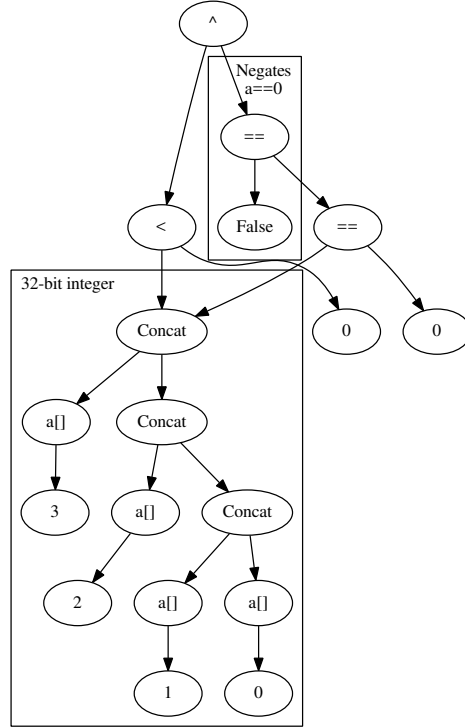 ^
Negates
a==0
==
<
False
==
32-bit integer
Concat
0
0
a[]
Concat
3
a[]
Concat
2
a[]
a[]
1
0